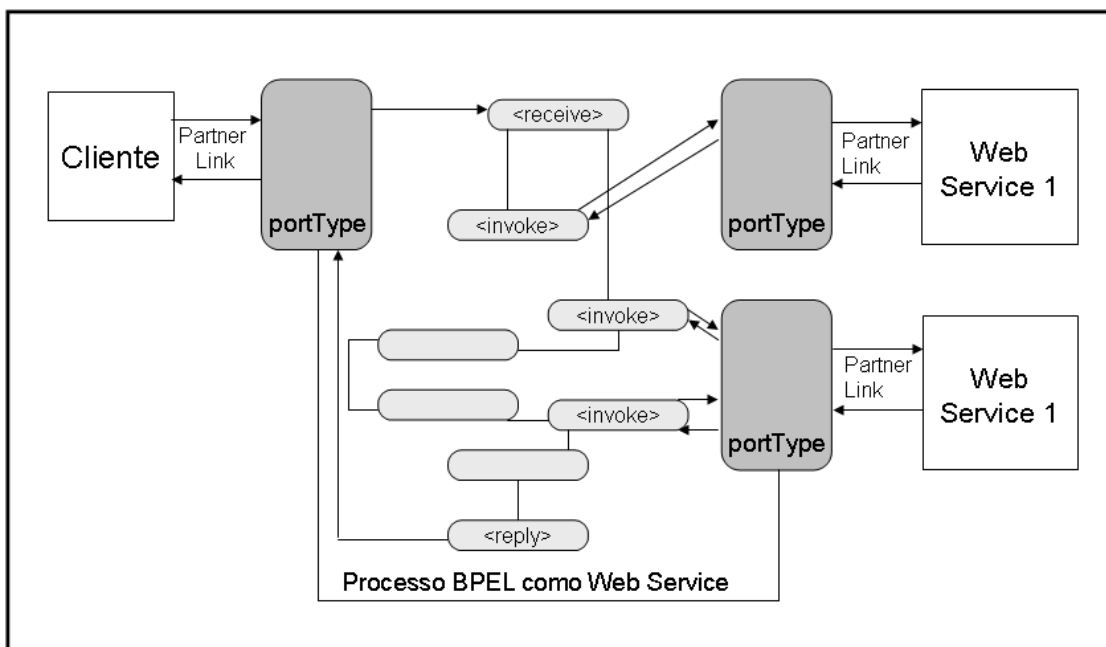 Cliente
Partner
Link
portType
<receive>
<invoke>
portType
Partner
Link
Web
Service 1
<invoke>
<invoke>
<reply>
portType
Partner
Link
Web
Service 1
Processo BPEL como Web Service